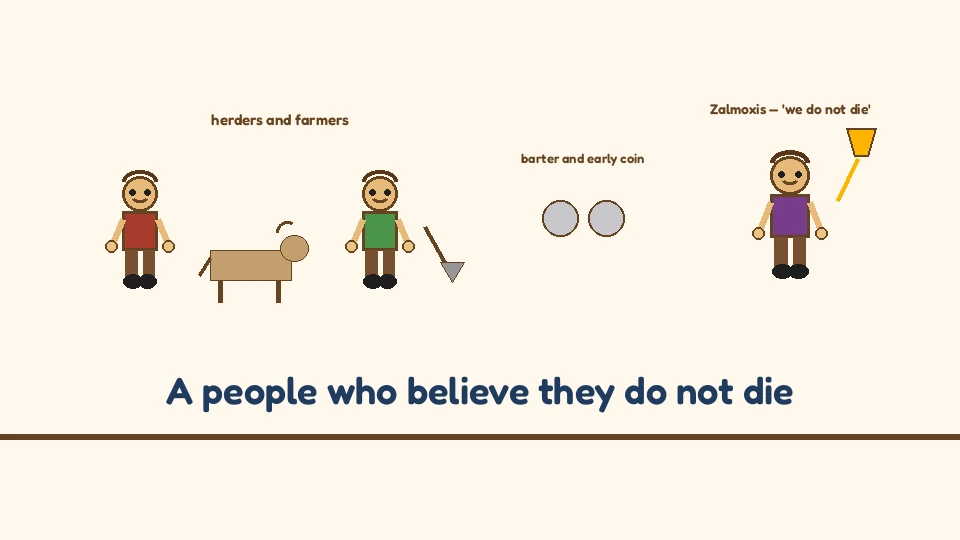 herders and farmers
barter and early coin
Zalmoxis – 'we do not die'
A people who believe they do not die